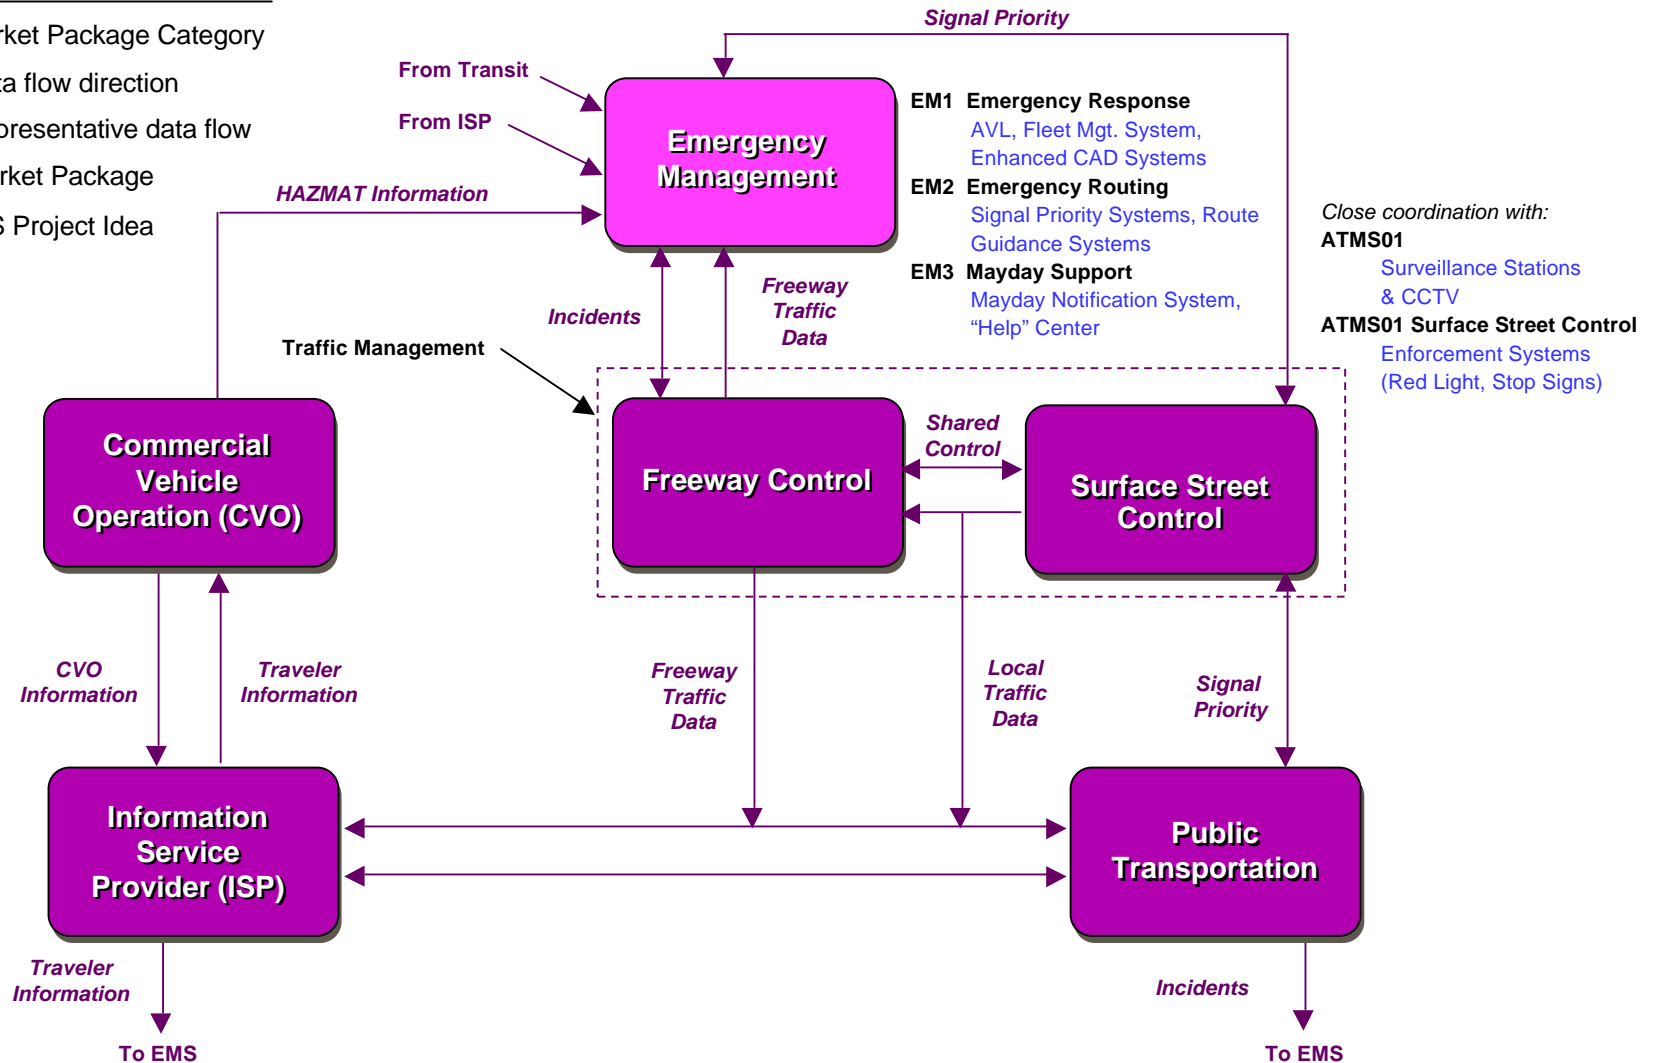 Signal Priority
rket Package Category
ta flow direction
presentative data flow
rket Package
S Project Idea
From Transit
From ISP
HAZMAT Information
Emergency
Management
EM1 Emergency Response
AVL, Fleet Mgt. System,
Enhanced CAD Systems
EM2 Emergency Routing
Signal Priority Systems, Route
Guidance Systems
EM3 Mayday Support
Mayday Notification System,
“Help” Center
Close coordination with:
ATMS01
Surveillance Stations
& CCTV
ATMS01 Surface Street Control
Enforcement Systems
(Red Light, Stop Signs)
Incidents
Freeway
Traffic
Data
Traffic Management
Commercial
Vehicle
Operation (CVO)
Freeway Control
Shared
Control
Surface Street
Control
CVO
Information
Traveler
Information
Freeway
Traffic
Data
Local
Traffic
Data
Signal
Priority
Information
Service
Provider (ISP)
Public
Transportation
Traveler
Information
Incidents
To EMS
To EMS